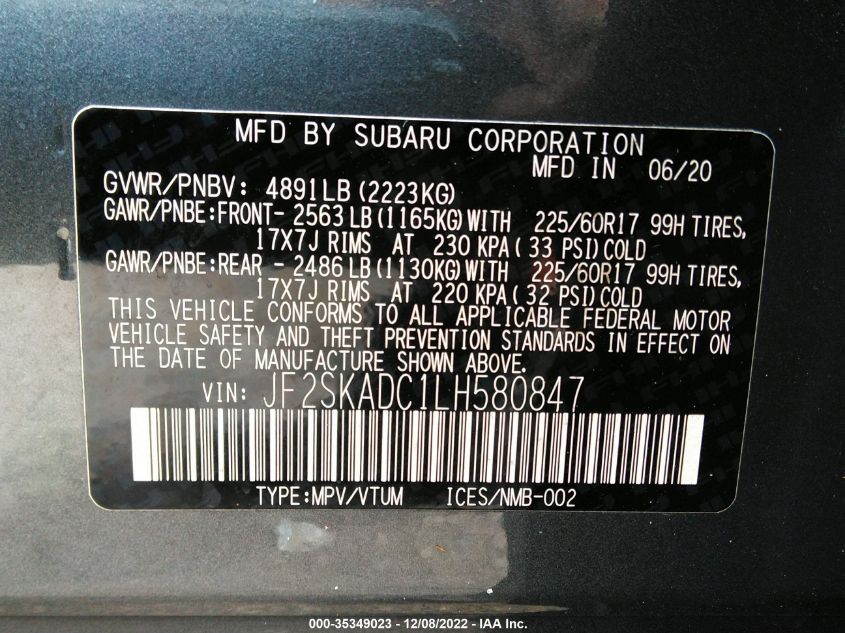 MFD BY SUBARU CORPORATION
MFD IN 06/20
GVWR/PNBV: 4891LB (2223KG)
GAWR/PNBE:FRONT- 2563 LB (1165KG) WITH 225/60R17 99H TIRES,
17X7J RIMS AT 230 KPA ( 33 PSI) COLD
GAWR/PNBE:REAR - 2486 LB (1130KG) WITH 225/60R17 99H TIRES,
17X7J RIMS AT 220 KPA ( 32 PSI) COLD
THIS VEHICLE CONFORMS TO ALL APPLICABLE FEDERAL MOTOR
VEHICLE SAFETY AND THEFT PREVENTION STANDARDS IN EFFECT ON
THE DATE OF MANUFACTURE SHOWN ABOVE.
VIN: JF2SKADC1LH580847
TYPE:MPV/VTUM ICES/NMB-002
000-35349023 - 12/08/2022 - IAA Inc.